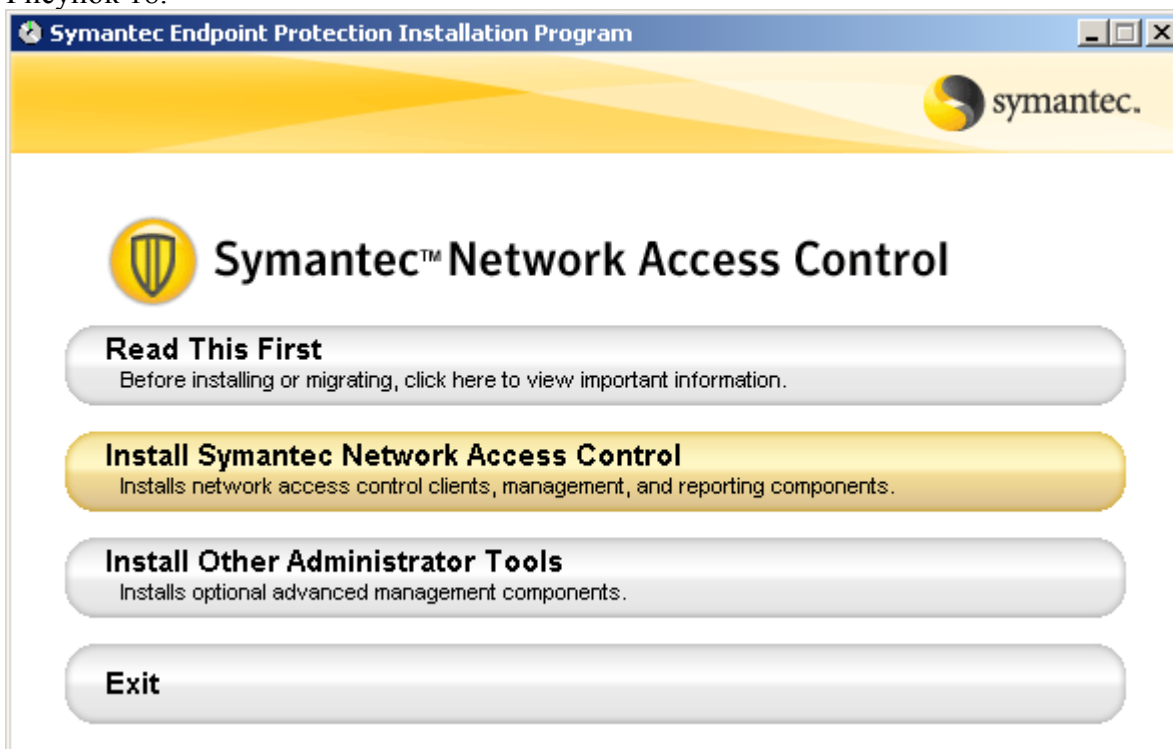 Рисунок 18.
Symantec Endpoint Protection Installation Program
symantec.
Symantec™ Network Access Control
Read This First
Before installing or migrating, click here to view important information.
Install Symantec Network Access Control
Installs network access control clients, management, and reporting components.
Install Other Administrator Tools
Installs optional advanced management components.
Exit